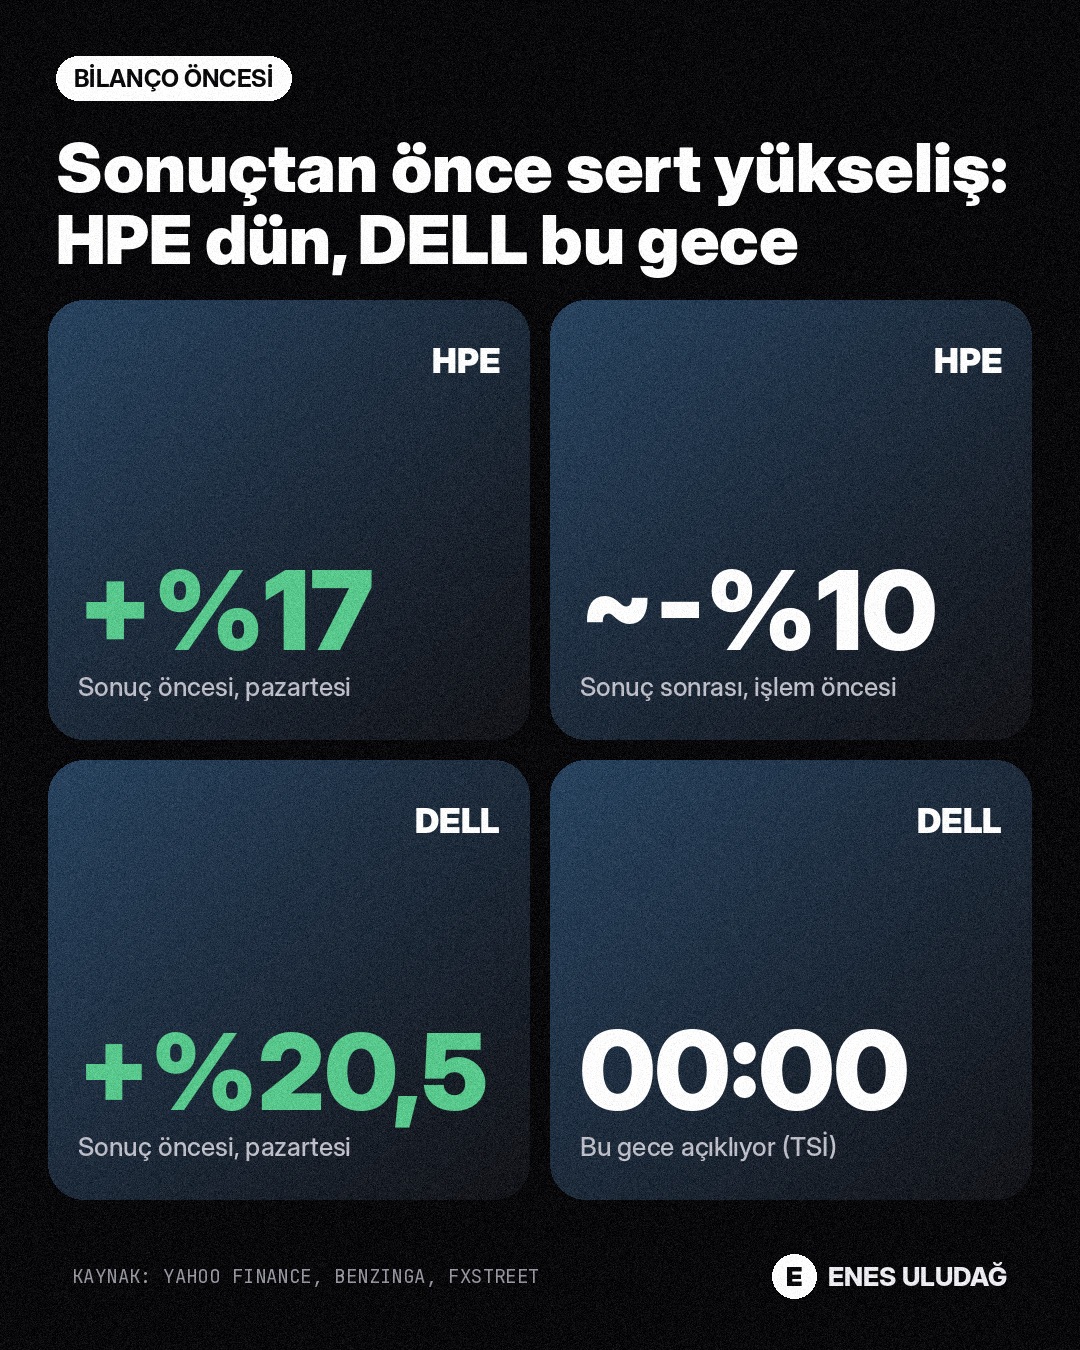 BİLANÇO ÖNCESİ
Sonuçtan önce sert yükseliş:
HPE dün, DELL bu gece
HPE
+%17
Sonuç öncesi, pazartesi
HPE
~-%10
Sonuç sonrası, işlem öncesi
DELL
+%20,5
Sonuç öncesi, pazartesi
DELL
00:00
Bu gece açıklıyor (TSİ)
KAYNAK: YAHOO FINANCE, BENZINGA, FXSTREET
E ENES ULUDAĞ